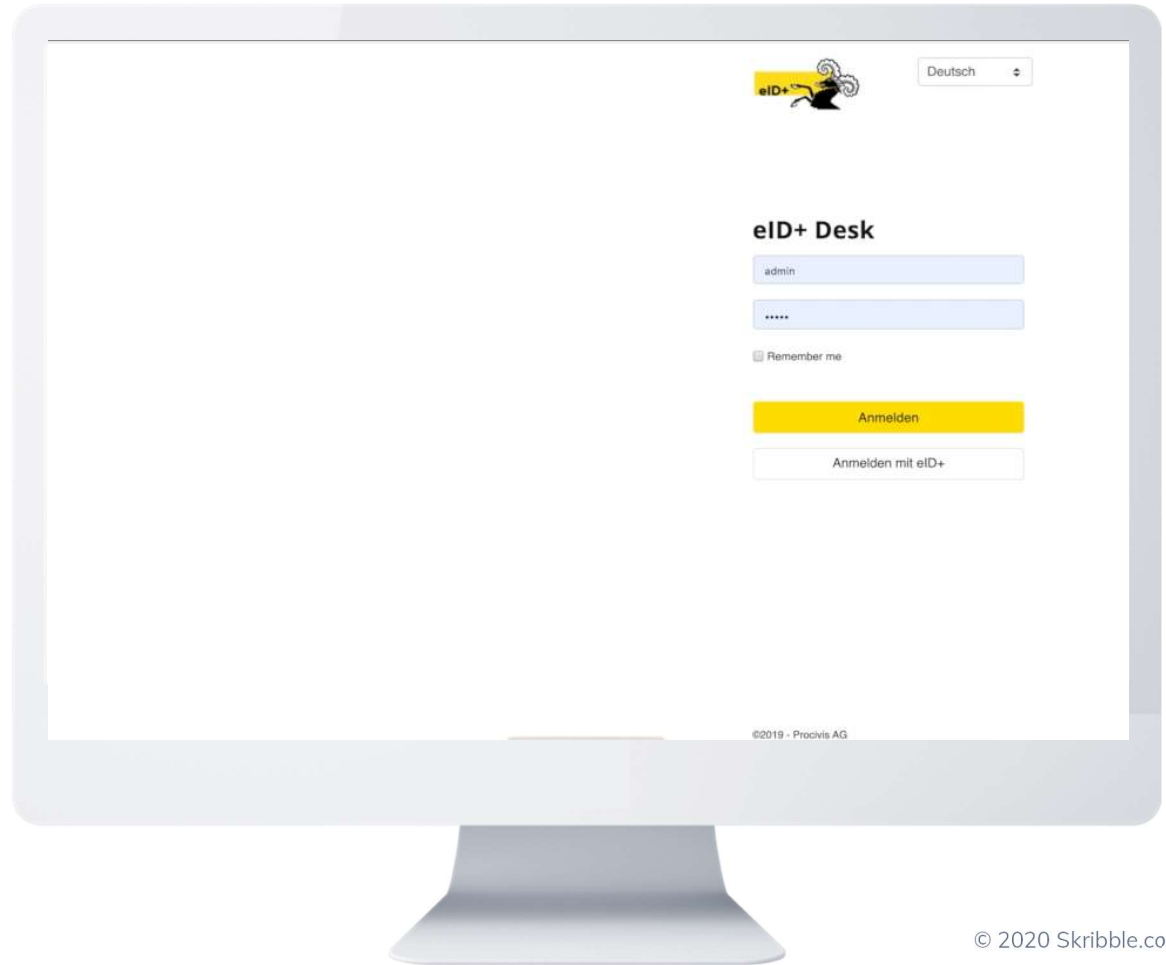 eID+
Deutsch
eID+ Desk
admin
•••••
Remember me
Anmelden
Anmelden mit eID+
©2019 - Procivis AG
© 2020 Skribble.co